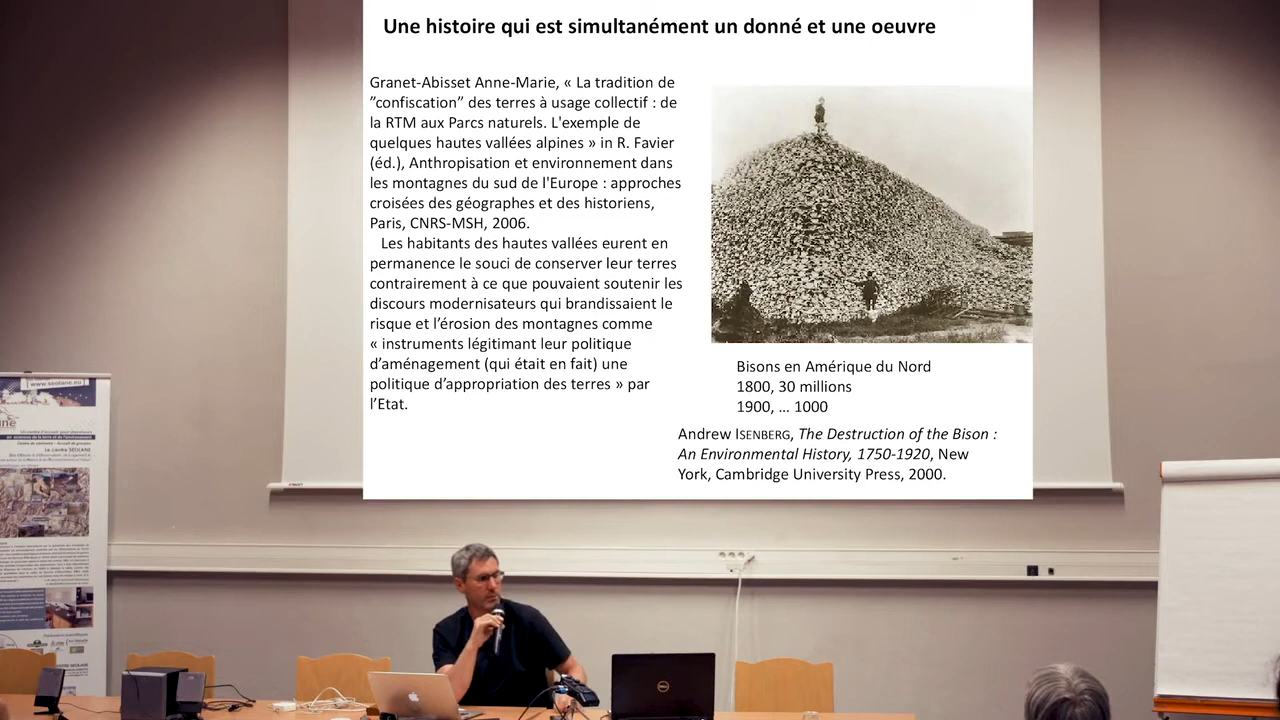 Une histoire qui est simultanément un donné et une oeuvre
Granet-Abisset Anne-Marie, « La tradition de
”confiscation” des terres à usage collectif : de
la RTM aux Parcs naturels. L'exemple de
quelques hautes vallées alpines » in R. Favier
(éd.), Anthropisation et environnement dans
les montagnes du sud de l'Europe : approches
croisées des géographes et des historiens,
Paris, CNRS-MSH, 2006.
Les habitants des hautes vallées eurent en
permanence le souci de conserver leur terres
contrairement à ce que pouvaient soutenir les
discours modernisateurs qui brandissaient le
risque et l’érosion des montagnes comme
« instruments légitimant leur politique
d’aménagement (qui était en fait) une
politique d’appropriation des terres » par
l’Etat.
Bisons en Amérique du Nord
1800, 30 millions
1900, … 1000
Andrew ISENBERG, The Destruction of the Bison :
An Environmental History, 1750-1920, New
York, Cambridge University Press, 2000.
www.seolane.eu
Le centre SEOLANE
DELL